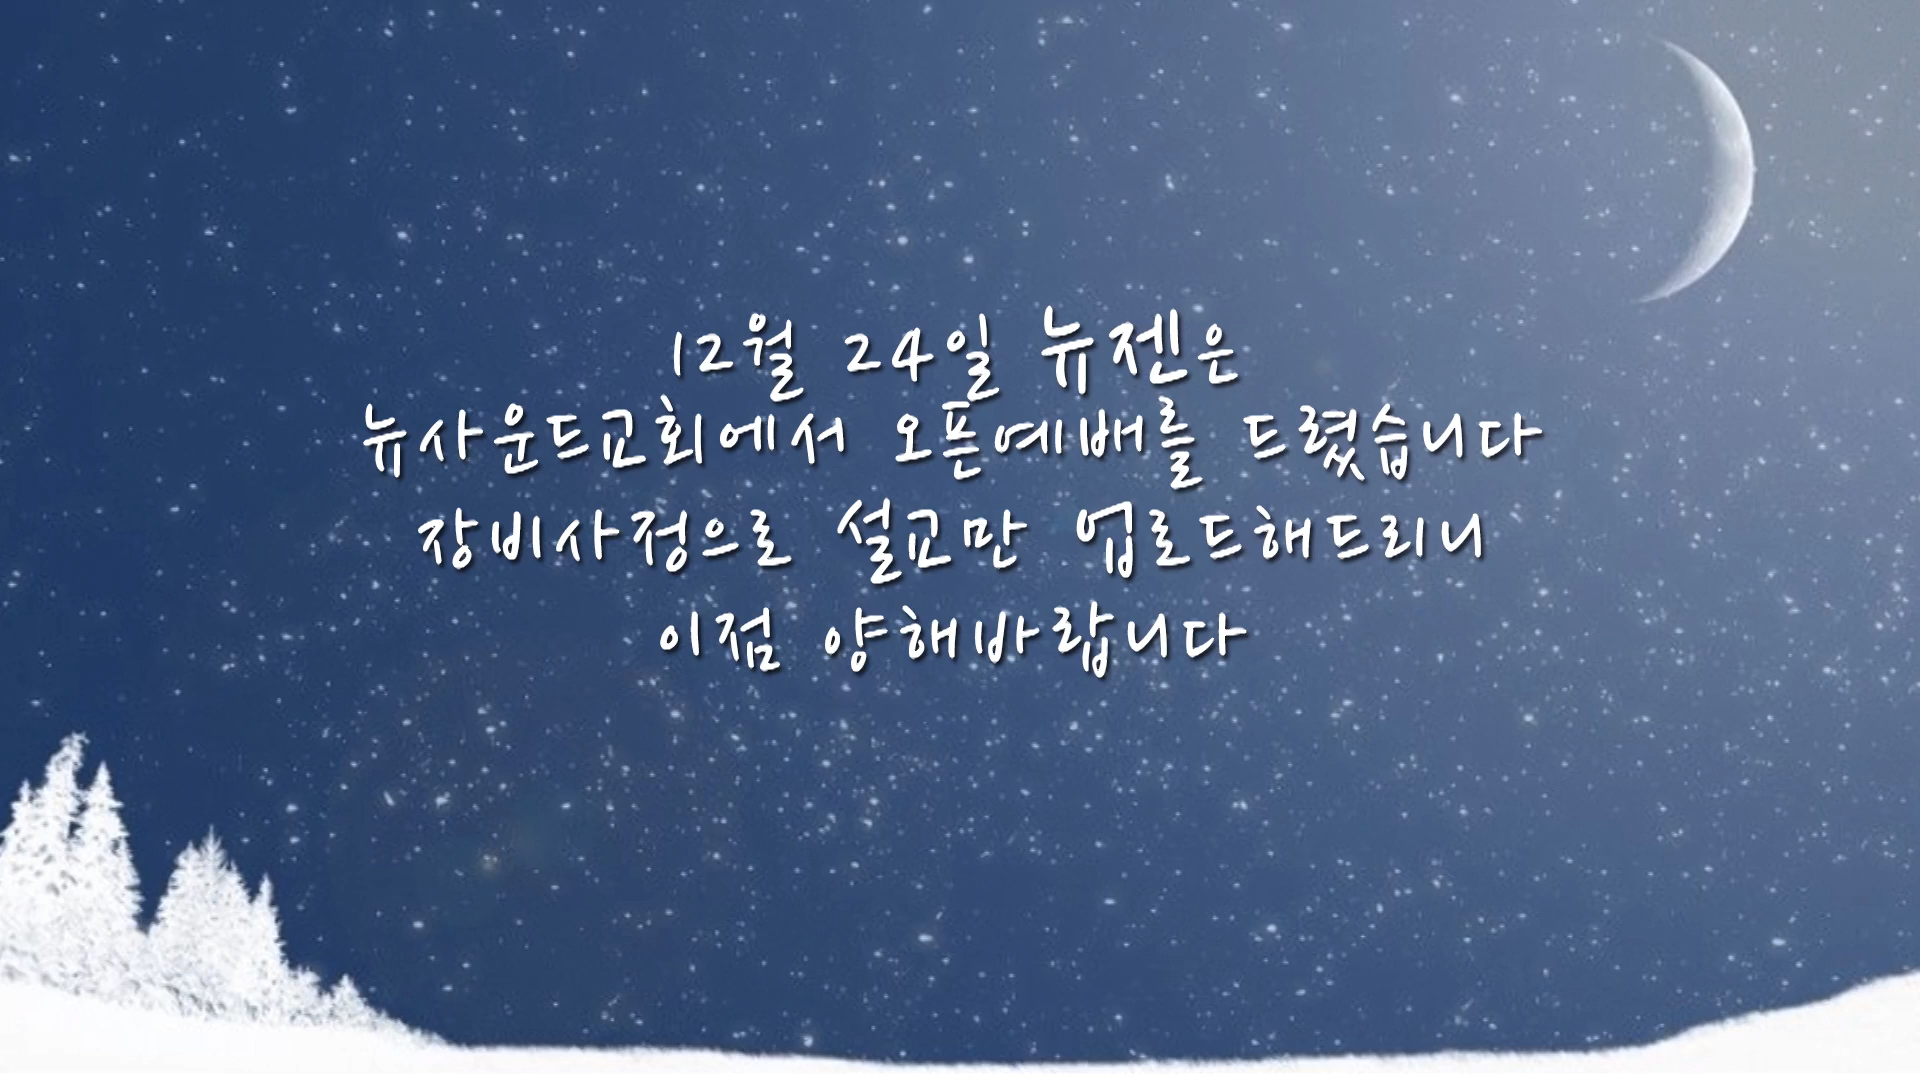 12월 24일 뉴젠은
뉴사운드교회에서 오픈예배를 드렸습니다
장비사정으로 설교만 업로드해드리니
이점 양해바랍니다